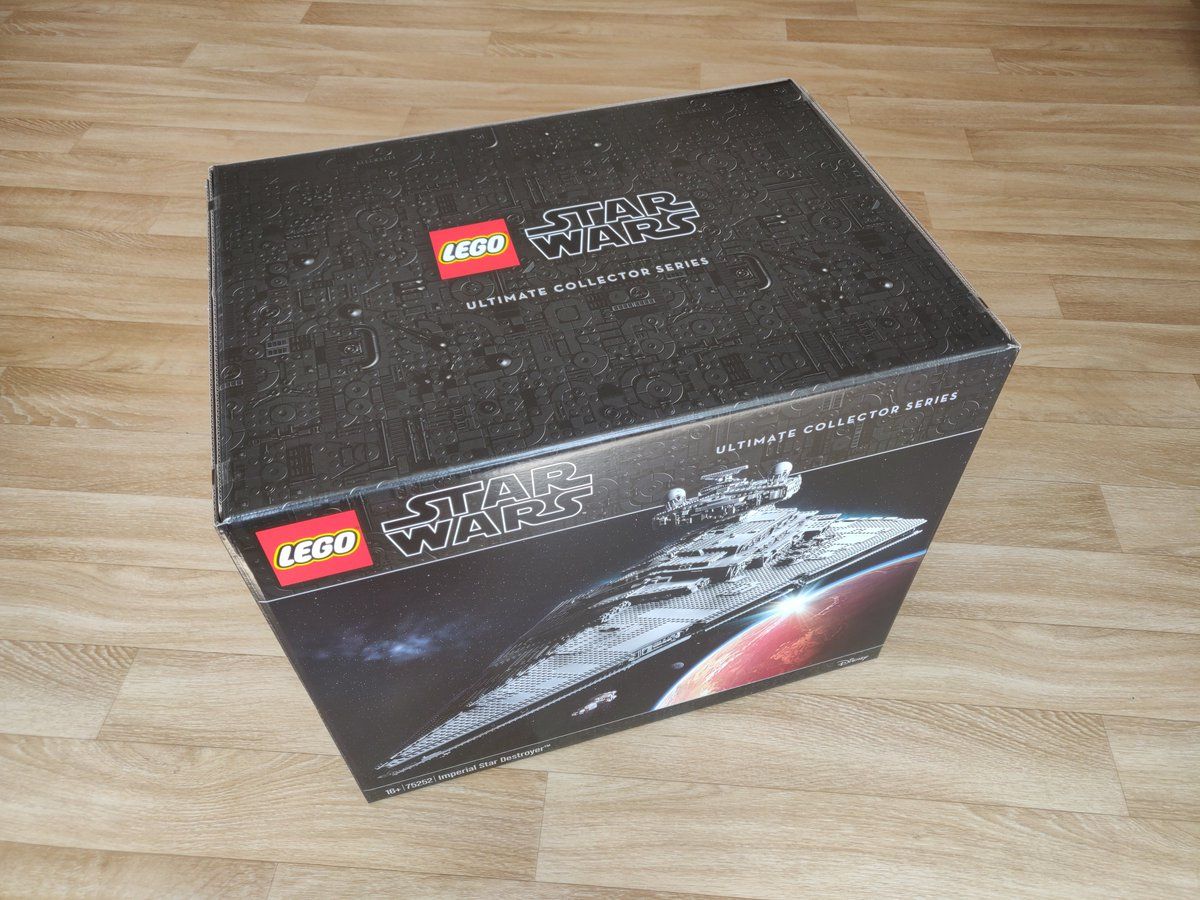 LEGO
STAR
WARS
ULTIMATE COLLECTOR SERIES
ULTIMATE COLLECTOR SERIES
LEGO
STAR
WARS
Disney
16+ | 75252 | Imperial Star Destroyer™